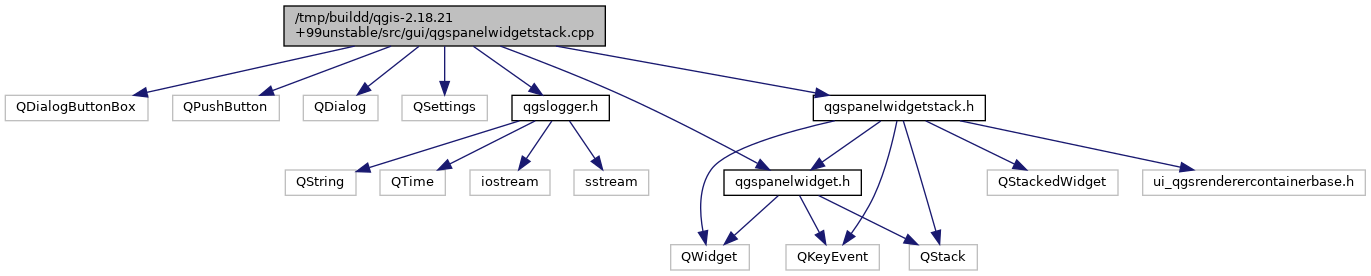 /tmp/buildd/qgis-2.18.21
+99unstable/src/gui/qgspanelwidgetstack.cpp
QDialogButtonBox
QPushButton
QDialog
QSettings
qgslogger.h
qgspanelwidgetstack.h
QString
QTime
iostream
sstream
qgspanelwidget.h
QStackedWidget
ui_qgsrenderercontainerbase.h
QWidget
QKeyEvent
QStack